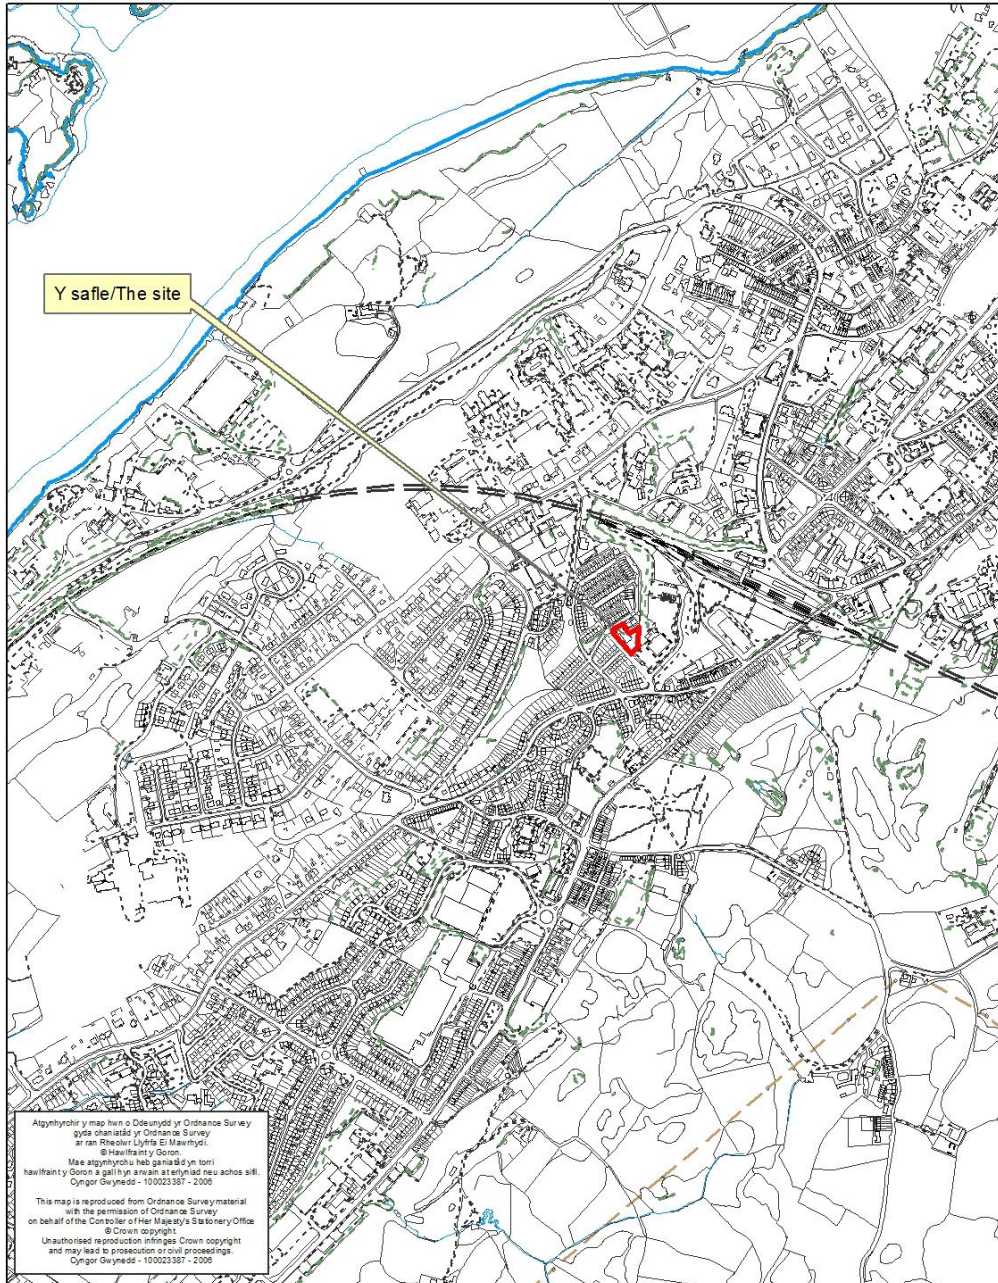 Y safle/The site
Atgynhyrchir y map hwn o Ddeunydd yr Ordnance Survey
gyda chaniatâd yr Ordnance Survey
ar ran Rheolwr Llyfrfa Ei Mawrhydi.
© Hawlfraint y Goron.
Mae atgynhyrchu heb ganiatâd yn torri
hawlfraint y Goron a gall hyn arwain at erlyniad neu achos sifil.
Cyngor Gwynedd - 100023387 - 2006
This map is reproduced from Ordnance Survey material
with the permission of Ordnance Survey
on behalf of the Controller of Her Majesty's Stationery Office
© Crown copyright.
Unauthorised reproduction infringes Crown copyright
and may lead to prosecution or civil proceedings.
Cyngor Gwynedd - 100023387 - 2006